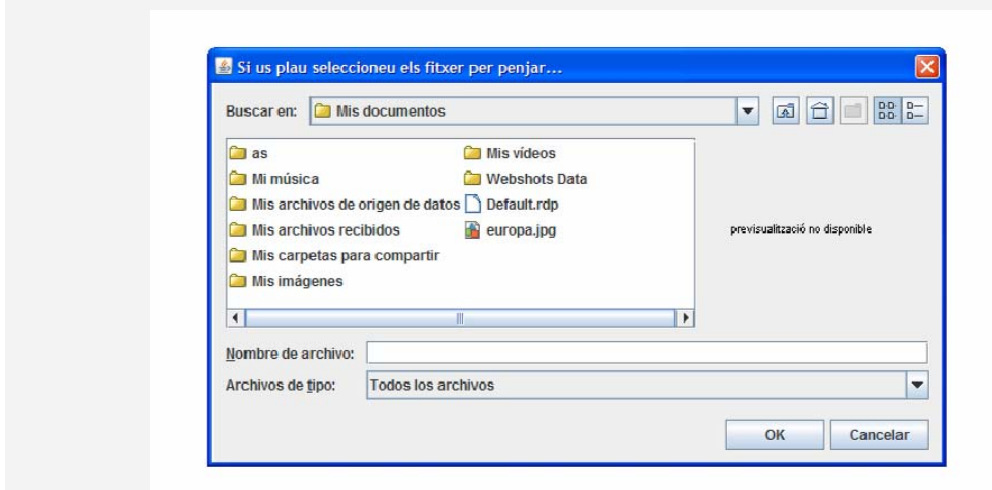 Si us plau seleccioneu els fitxer per penjar...
Buscar en: Mis documentos
as
Mi música
Mis archivos de origen de datos
Mis archivos recibidos
Mis carpetas para compartir
Mis imágenes
Mis vídeos
Webshots Data
Default.rdp
europa.jpg
previsualització no disponible
Nombre de archivo:
Archivos de tipo: Todos los archivos
OK Cancelar